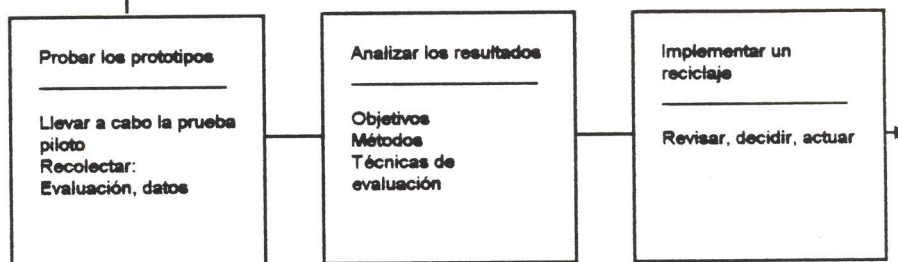 Probar los prototipos
Llevar a cabo la prueba
piloto
Recolectar:
Evaluación, datos
Analizar los resultados
Objetivos
Métodos
Técnicas de
evaluación
Implementar un
reciclaje
Revisar, decidir, actuar